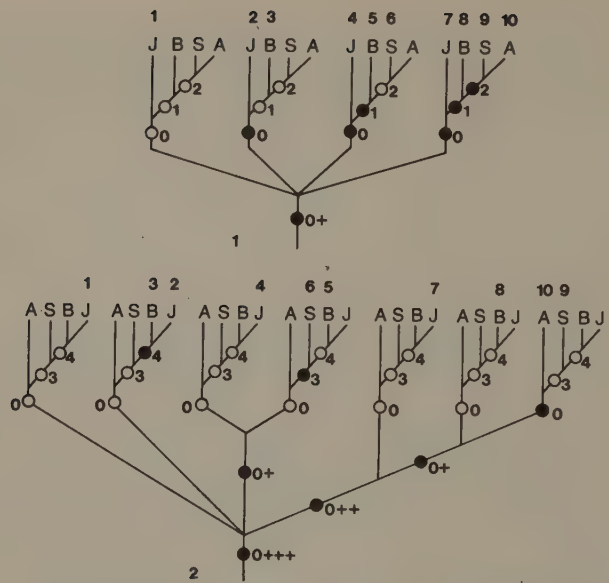 1 2 3 4 5 6 7 8 9 10
J B S A J B S A J B S A J B S A
2 2 2
1 1 1 1
0 0 0 0
0+
1
1 3 2 4 6 5 7 8 10 9
A S B J A S B J A S B J A S B J A S B J A S B J A S B J
4 4 4 4 4 4 4
3 3 3 3 3 3 3
0 0 0 0 0 0 0
0+ 0+
0++
0+++
2